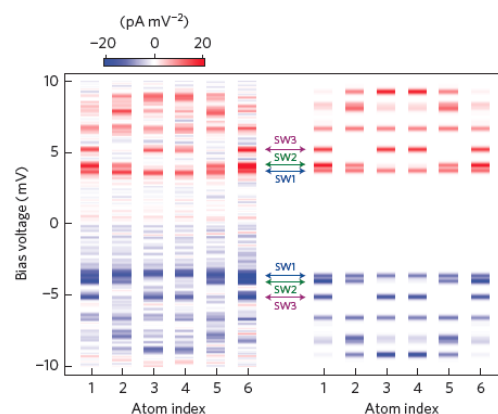 (pA mV−2)
−20 0 20
10
5
0
−5
−10
Bias voltage (mV)
SW3
SW2
SW1
SW1
SW2
SW3
1 2 3 4 5 6
1 2 3 4 5 6
Atom index
Atom index